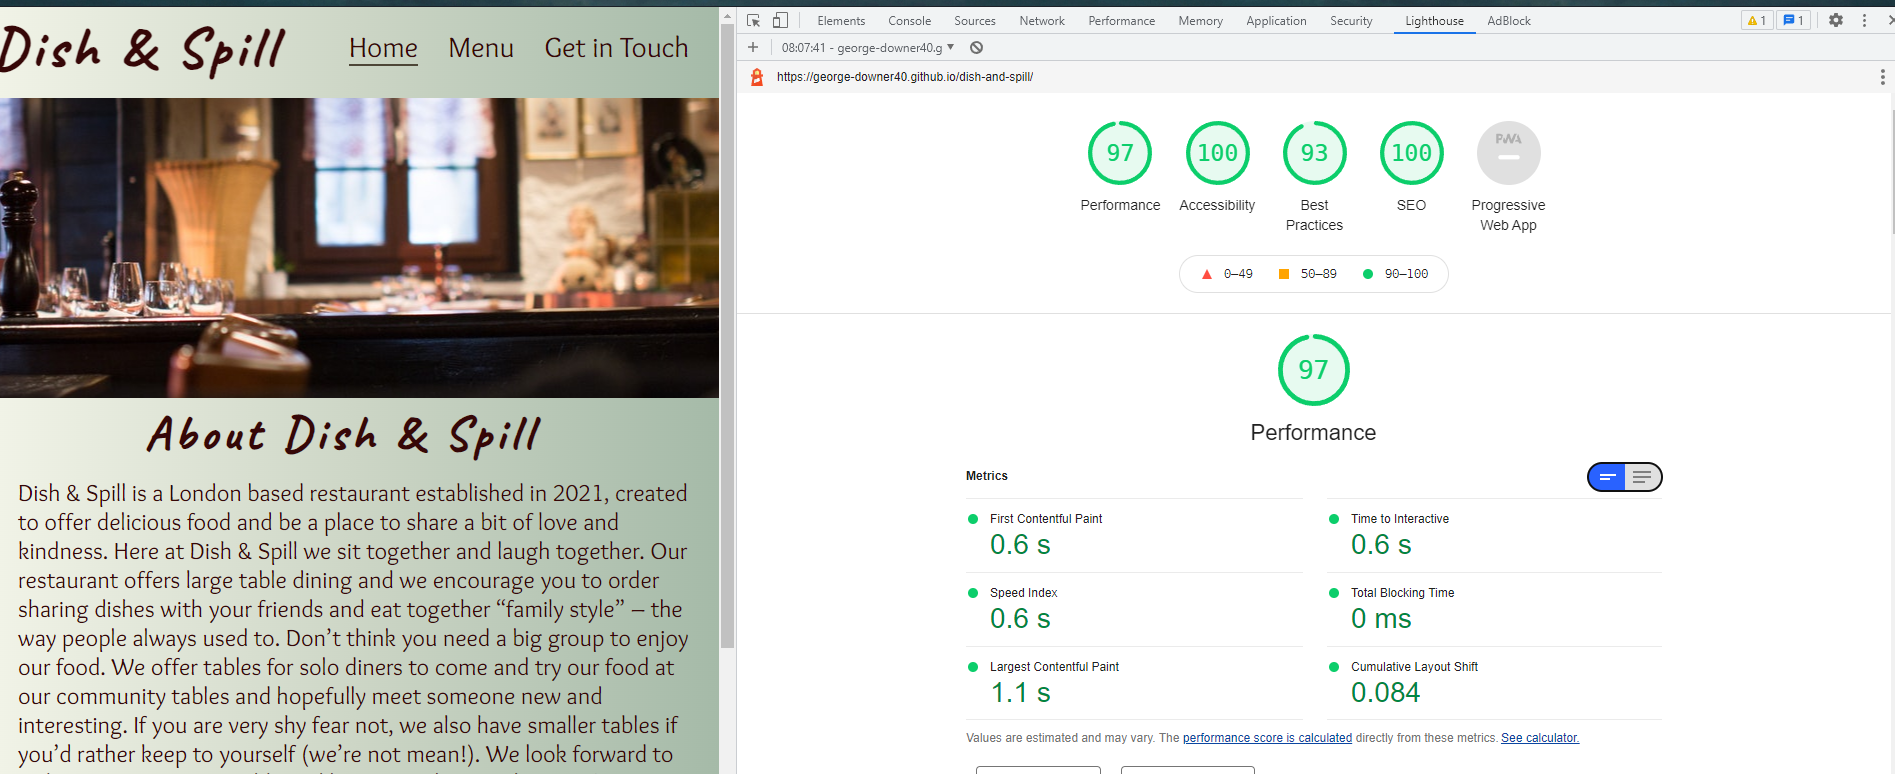 Dish & Spill
Home Menu Get in Touch
About Dish & Spill
Dish & Spill is a London based restaurant established in 2021, created
to offer delicious food and be a place to share a bit of love and
kindness. Here at Dish & Spill we sit together and laugh together. Our
restaurant offers large table dining and we encourage you to order
sharing dishes with your friends and eat together “family style” – the
way people always used to. Don’t think you need a big group to enjoy
our food. We offer tables for solo diners to come and try our food at
our community tables and hopefully meet someone new and
interesting. If you are very shy fear not, we also have smaller tables if
you’d rather keep to yourself (we’re not mean!). We look forward to
Elements Console Sources Network Performance Memory Application Security Lighthouse AdBlock 1 1
08:07:41 - george-downer40.g
https://george-downer40.github.io/dish-and-spill/
97 100 93 100 PWA
Performance Accessibility Best Practices SEO Progressive Web App
0–49 50–89 90–100
97
Performance
Metrics
First Contentful Paint
0.6 s
Time to Interactive
0.6 s
Speed Index
0.6 s
Total Blocking Time
0 ms
Largest Contentful Paint
1.1 s
Cumulative Layout Shift
0.084
Values are estimated and may vary. The performance score is calculated directly from these metrics. See calculator.